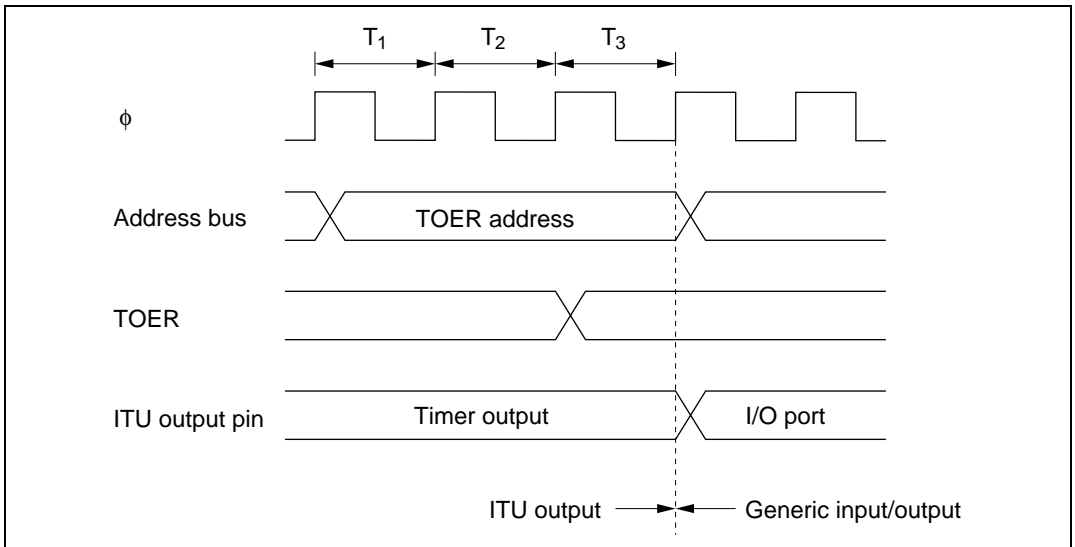 T1 T2 T3
φ
Address bus TOER address
TOER
ITU output pin Timer output I/O port
ITU output Generic input/output